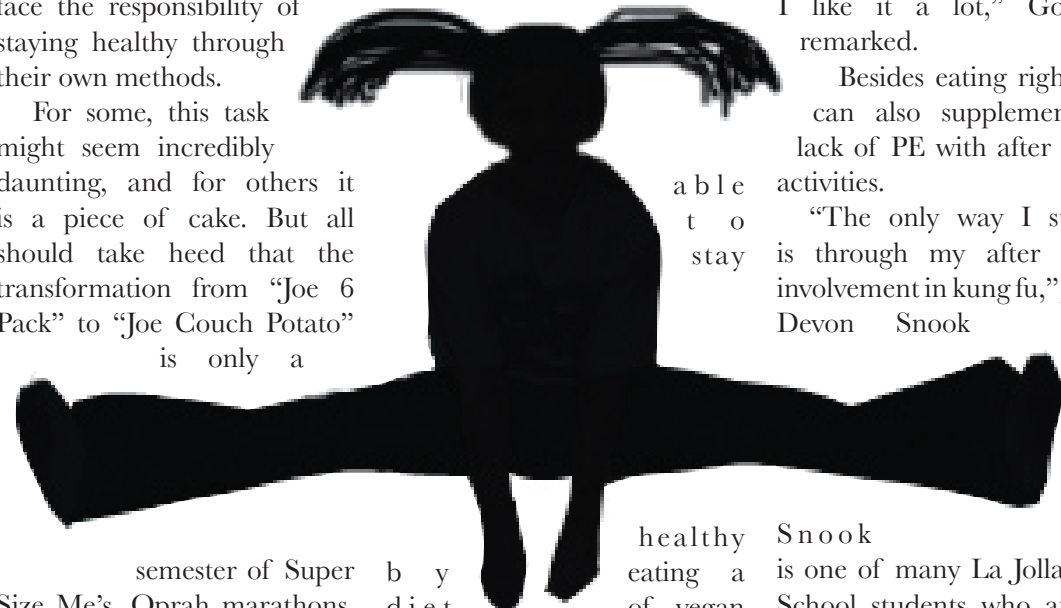 face the responsibility of
staying healthy through
their own methods.
For some, this task
might seem incredibly
daunting, and for others it
is a piece of cake. But all
should take heed that the
transformation from “Joe 6
Pack” to “Joe Couch Potato”
is only a
semester of Super
Size Me’s, Oprah marathons,
able
to
stay
healthy
by eating a
diet of vegan
I like it a lot,” Go
remarked.
Besides eating righ
can also supplemen
lack of PE with after
activities.
“The only way I s
is through my after
involvement in kung fu,”
Devon Snook
Snook
is one of many La Jolla
School students who a